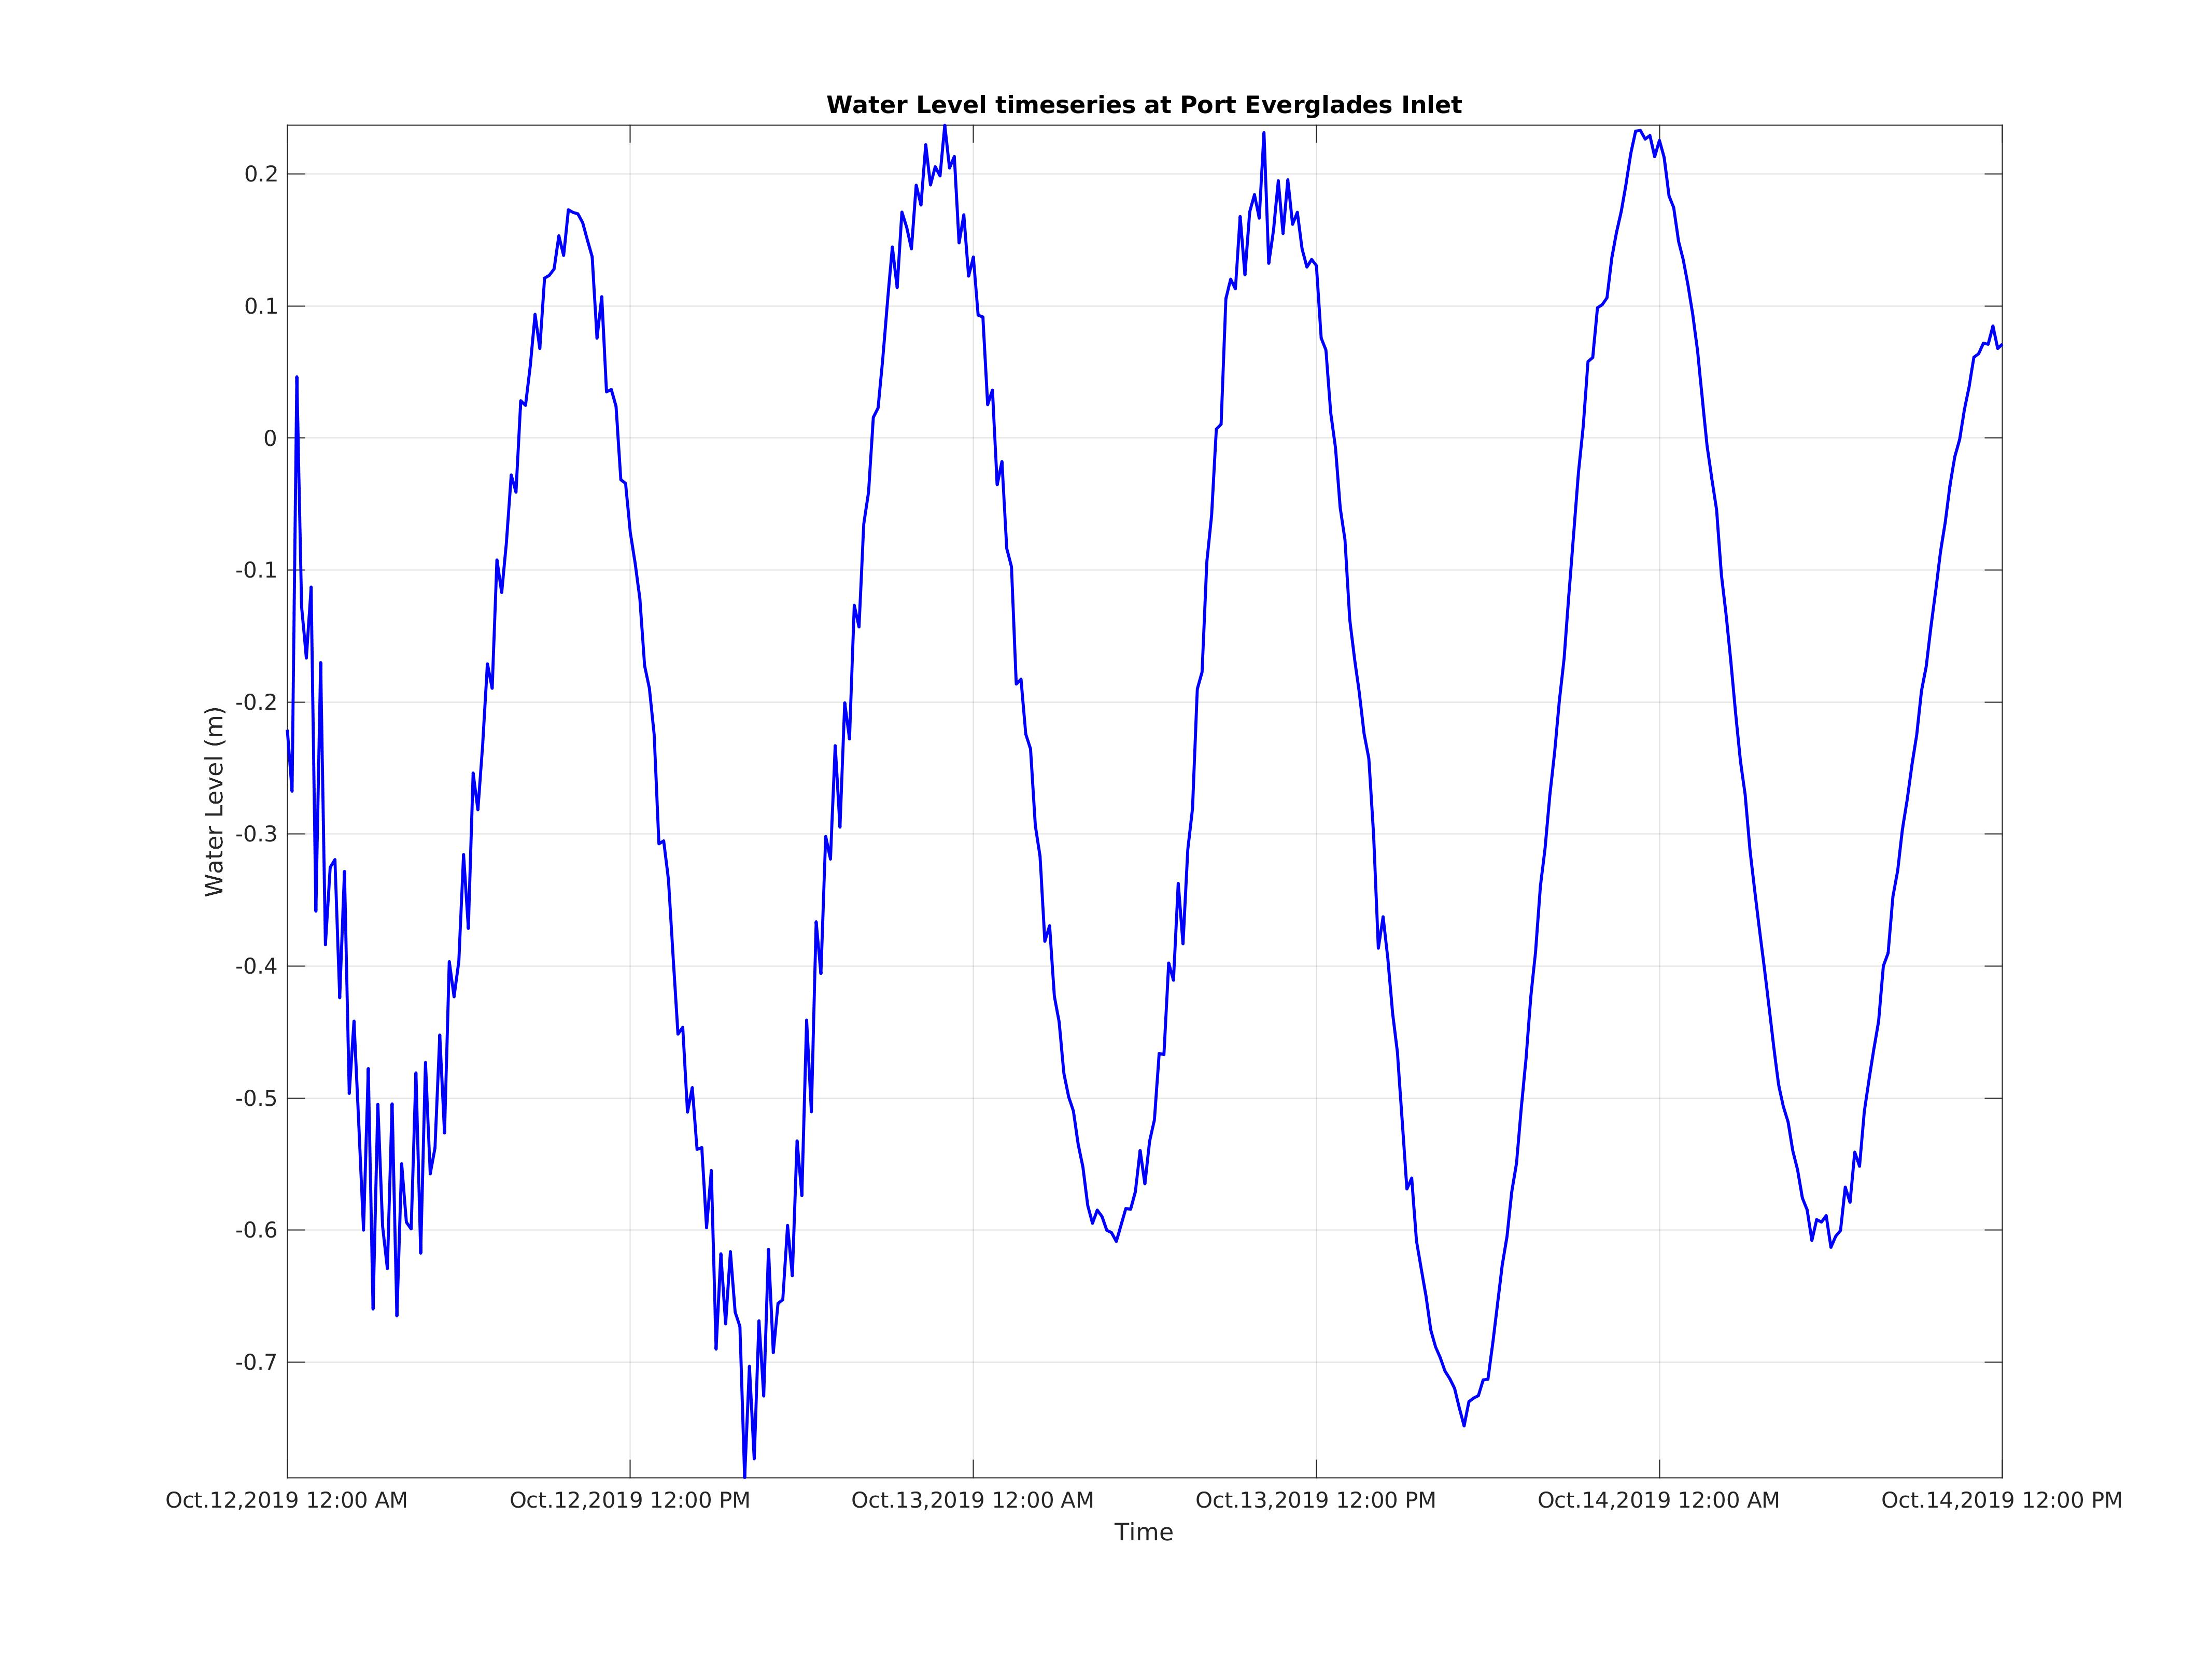 Water Level timeseries at Port Everglades Inlet
0.2
0.1
0
-0.1
-0.2
-0.3
-0.4
-0.5
-0.6
-0.7
Water Level (m)
Oct.12,2019 12:00 AM
Oct.12,2019 12:00 PM
Oct.13,2019 12:00 AM
Oct.13,2019 12:00 PM
Oct.14,2019 12:00 AM
Oct.14,2019 12:00 PM
Time